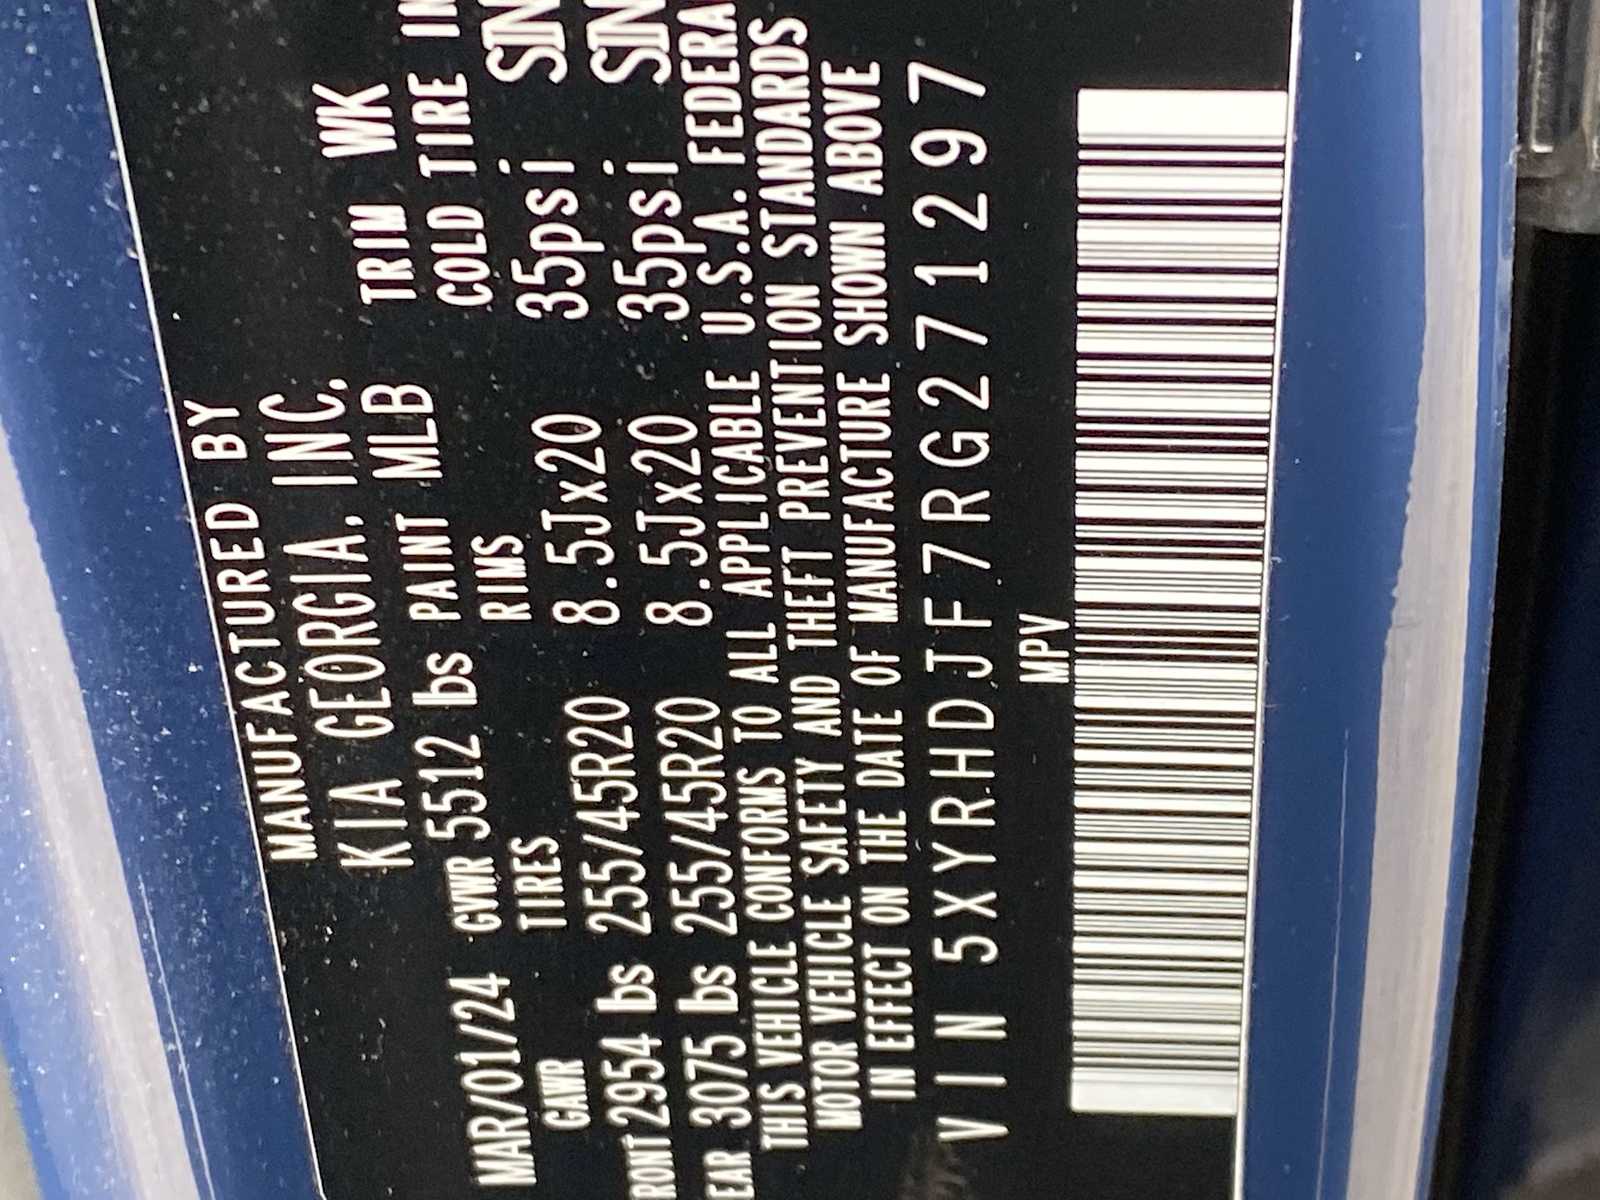 MANUFACTURED BY
KIA GEORGIA, INC.
MAR/01/24 GVWR 5512 lbs PAINT MLB TRIM WK
GAWR TIRES RIMS COLD TIRE
2954 lbs 255/45R20 8.5Jx20 35psi
3075 lbs 255/45R20 8.5Jx20 35psi
THIS VEHICLE CONFORMS TO ALL APPLICABLE U.S.A.
MOTOR VEHICLE SAFETY AND THEFT PREVENTION STANDARDS
IN EFFECT ON THE DATE OF MANUFACTURE SHOWN ABOVE
VIN 5XYRHDJF7RG271297
MPV